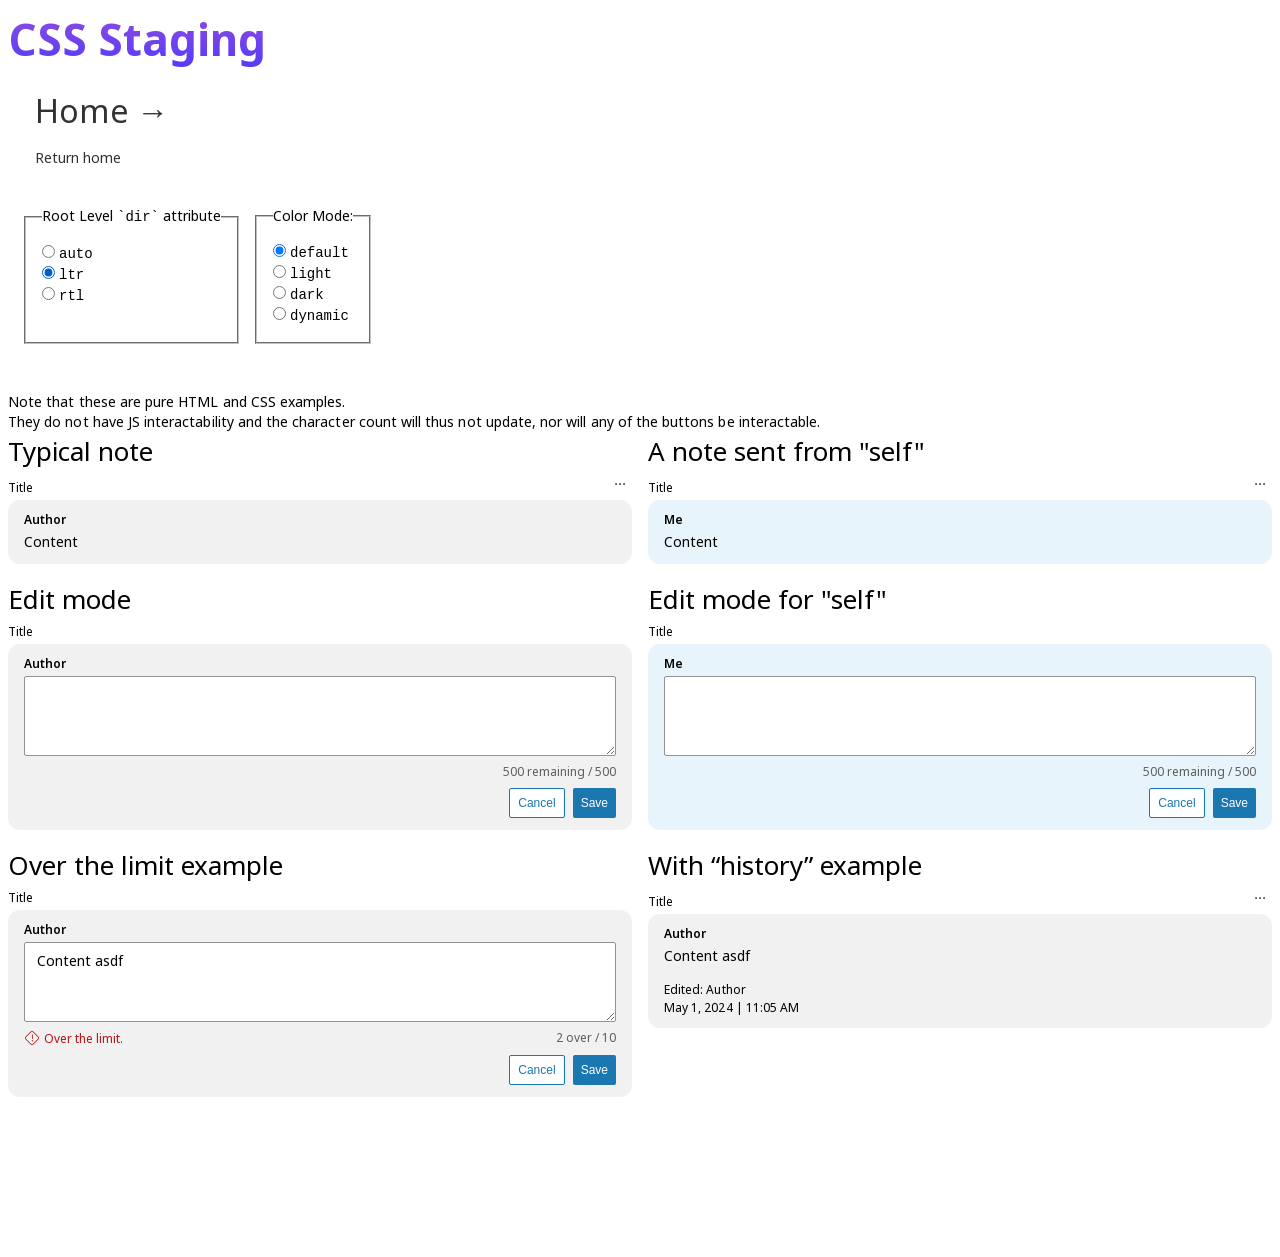 CSS Staging
Home →
Return home
Root Level `dir` attribute
auto
ltr
rtl
Color Mode:
default
light
dark
dynamic
Note that these are pure HTML and CSS examples.
They do not have JS interactability and the character count will thus not update, nor will any of the buttons be interactable.
Typical note
Title
...
Author
Content
A note sent from "self"
Title
...
Me
Content
Edit mode
Title
Author
500 remaining / 500
Cancel
Save
Edit mode for "self"
Title
Me
500 remaining / 500
Cancel
Save
Over the limit example
Title
Author
Content asdf
Over the limit.
2 over / 10
Cancel
Save
With “history” example
Title
...
Author
Content asdf
Edited: Author
May 1, 2024 | 11:05 AM